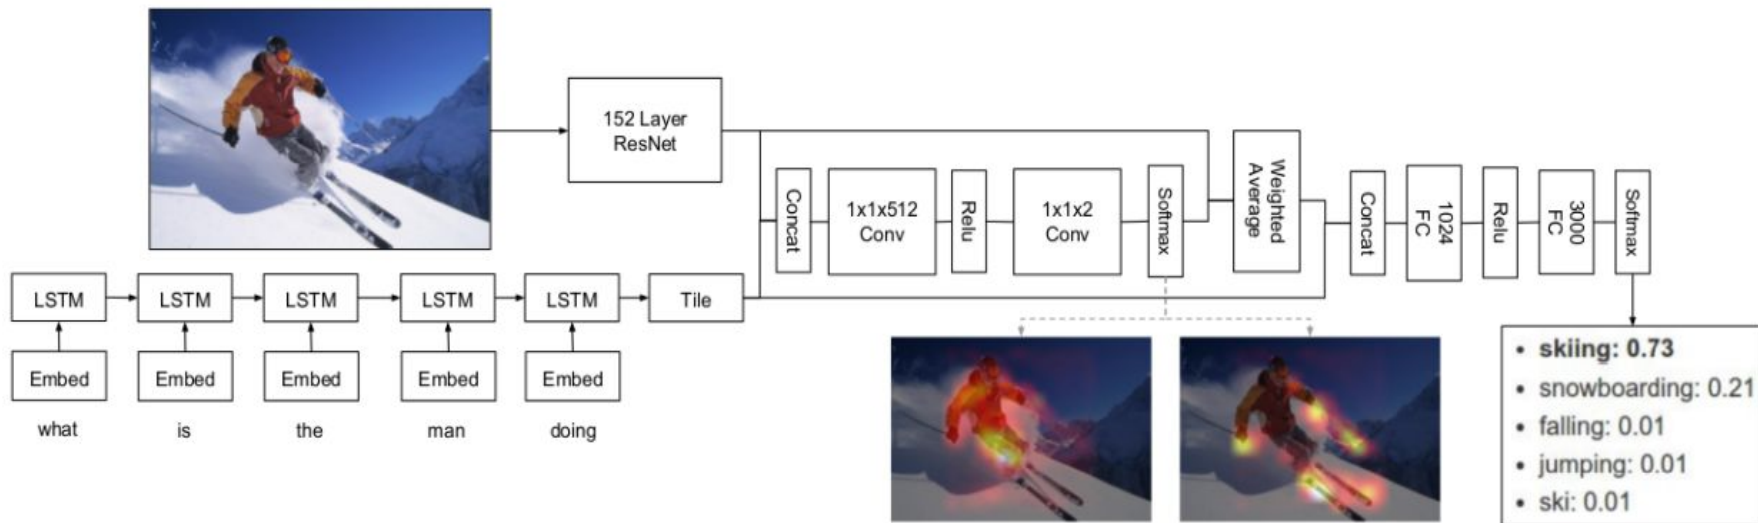 152 Layer
ResNet
Concat
1x1x512
Conv
Relu
1x1x2
Conv
Softmax
Weighted
Average
Concat
1024
FC
Relu
3000
FC
Softmax
LSTM
LSTM
LSTM
LSTM
LSTM
Tile
Embed
Embed
Embed
Embed
Embed
what
is
the
man
doing
• skiing: 0.73
• snowboarding: 0.21
• falling: 0.01
• jumping: 0.01
• ski: 0.01